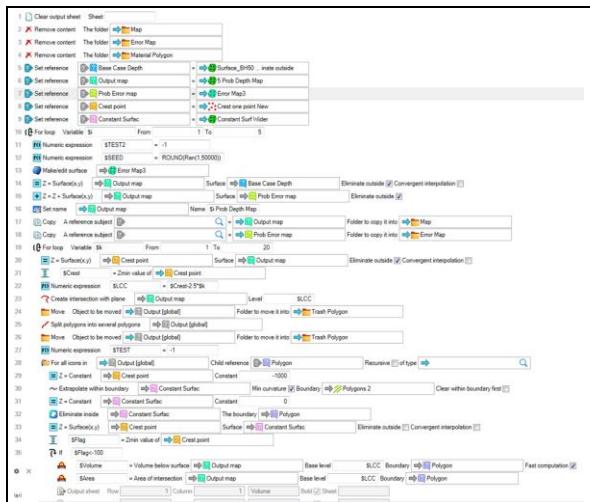 1 Clear output sheet Sheet
2 Remove content The folder Map
3 Remove content The folder Error Map
4 Remove content The folder Material Polygon
5 Set reference Base Case Depth = Surface_BH50 ... inate outside
6 Set reference Output map = 5 Prob Depth Map
7 Set reference Prob Error map = Error Map3
8 Set reference Crest point = Crest one point New
9 Set reference Constant Surfac = Constant Surf Wider
10 For loop Variable $i From 1 To 5
11 Numeric expression $TEST2 = -1
12 Numeric expression $SEED = ROUND(Ran(1,50000))
13 Make/edit surface Error Map3
14 Z = Surface(x,y) Output map Surface Base Case Depth Eliminate outside Convergent interpolation
15 Z = Z + Surface(x,y) Output map Surface Prob Error map Eliminate outside
16 Set name Output map Name $i Prob Depth Map
17 Copy A reference subject = Output map Folder to copy it into Map
18 Copy A reference subject = Prob Error map Folder to copy it into Error Map
19 For loop Variable $k From 1 To 20
20 Z = Surface(x,y) Crest point Surface Output map Eliminate outside Convergent interpolation
21 $Crest = Zmin value of Crest point
22 Numeric expression $LCC = $Crest-2.5*$k
23 Create intersection with plane Output map Level $LCC
24 Move Object to be moved Output [global] Folder to move it into Trash Polygon
25 Split polygons into several polygons Output [global]
26 Move Object to be moved Output [global] Folder to move it into Trash Polygon
27 Numeric expression $TEST = -1
28 For all icons in Output [global] Child reference Polygon Recursive of type
29 Z = Constant Crest point Constant -1000
30 Extrapolate within boundary Constant Surfac Min curvature Boundary Polygons 2 Clear within boundary first
31 Z = Constant Constant Surfac Constant 0
32 Eliminate inside Constant Surfac The boundary Polygon
33 Z = Surface(x,y) Crest point Surface Constant Surfac Eliminate outside Convergent interpolation
34 $Flag = Zmin value of Crest point
35 If $Flag<-100
$Volume = Volume below surface Output map Base level $LCC Boundary Polygon Fast computation
$Area = Area of intersection Output map Base level $LCC Boundary Polygon
Output sheet Row 1 Column 1 Volume Bold Sheet